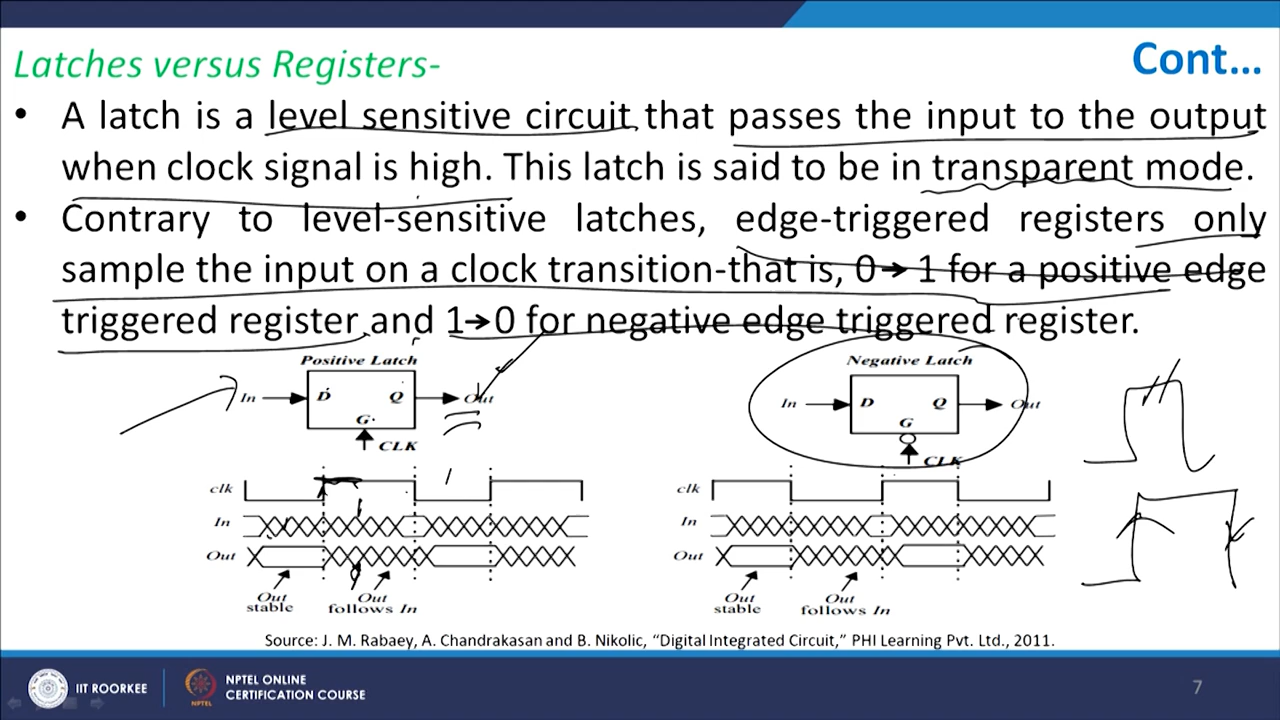 Latches versus Registers-
Cont...
• A latch is a level sensitive circuit that passes the input to the output
when clock signal is high. This latch is said to be in transparent mode.
• Contrary to level-sensitive latches, edge-triggered registers only
sample the input on a clock transition-that is, 0→ 1 for a positive edge
triggered register and 1→0 for negative edge triggered register.
Positive Latch
In
D
Q
Out
G
CLK
clk
In
Out
Out
stable
Out
follows In
Negative Latch
In
D
Q
Out
G
CLK
clk
In
Out
Out
stable
Out
follows In
Source: J. M. Rabaey, A. Chandrakasan and B. Nikolic, “Digital Integrated Circuit,” PHI Learning Pvt. Ltd., 2011.
IIT ROORKEE
NPTEL
NPTEL ONLINE
CERTIFICATION COURSE
7